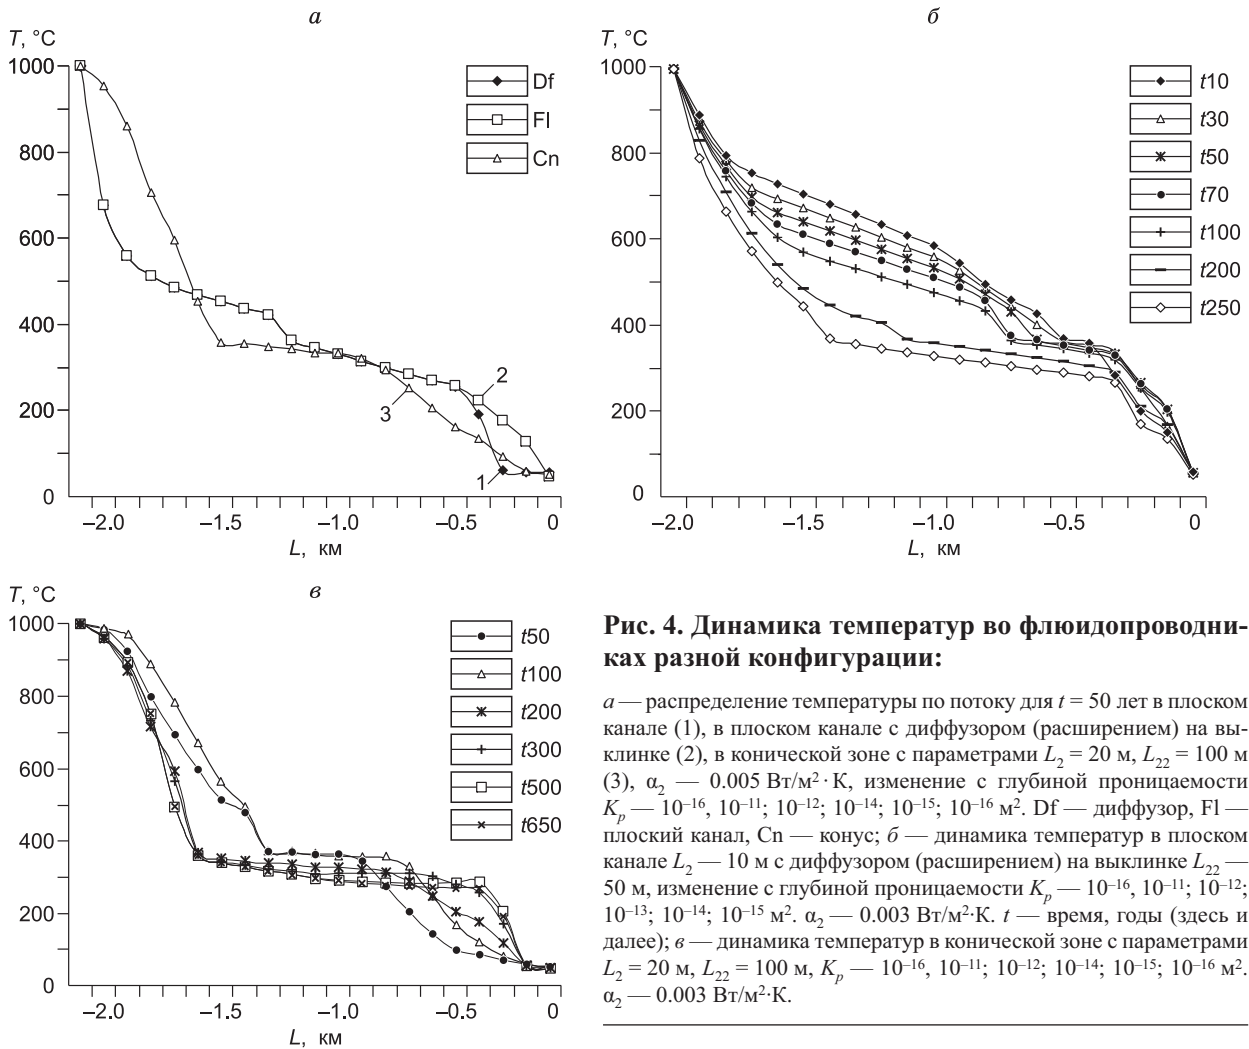 а
T, °C
1000
800
600
400
200
0
–2.0
–1.5
–1.0
–0.5
0
L, км
Df
Fl
Cn
1
2
3
б
T, °C
1000
800
600
400
200
0
–2.0
–1.5
–1.0
–0.5
0
L, км
t10
t30
t50
t70
t100
t200
t250
в
T, °C
1000
800
600
400
200
0
–2.0
–1.5
–1.0
–0.5
0
L, км
t50
t100
t200
t300
t500
t650
Рис. 4. Динамика температур во флюидопроводни-
ках разной конфигурации:
а — распределение температуры по потоку для t = 50 лет в плоском
канале (1), в плоском канале с диффузором (расширением) на вы-
клинке (2), в конической зоне с параметрами L₂ = 20 м, L₂₂ = 100 м
(3), α₂ — 0.005 Вт/м² · К, изменение с глубиной проницаемости
Kₚ — 10⁻¹⁶, 10⁻¹¹; 10⁻¹²; 10⁻¹⁴; 10⁻¹⁵; 10⁻¹⁶ м². Df — диффузор, Fl —
плоский канал, Cn — конус; б — динамика температур в плоском
канале L₂ — 10 м с диффузором (расширением) на выклинке L₂₂ —
50 м, изменение с глубиной проницаемости Kₚ — 10⁻¹⁶, 10⁻¹¹; 10⁻¹²;
10⁻¹³; 10⁻¹⁴; 10⁻¹⁵ м². α₂ — 0.003 Вт/м²·К. t — время, годы (здесь и
далее); в — динамика температур в конической зоне с параметрами
L₂ = 20 м, L₂₂ = 100 м, Kₚ — 10⁻¹⁶, 10⁻¹¹; 10⁻¹²; 10⁻¹⁴; 10⁻¹⁵; 10⁻¹⁶ м².
α₂ — 0.003 Вт/м²·К.